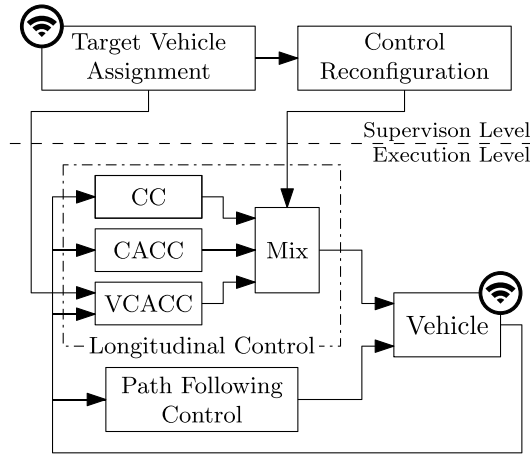 Target Vehicle
Assignment
Control
Reconfiguration
Supervison Level
Execution Level
CC
CACC
VCACC
Mix
Longitudinal Control
Vehicle
Path Following
Control